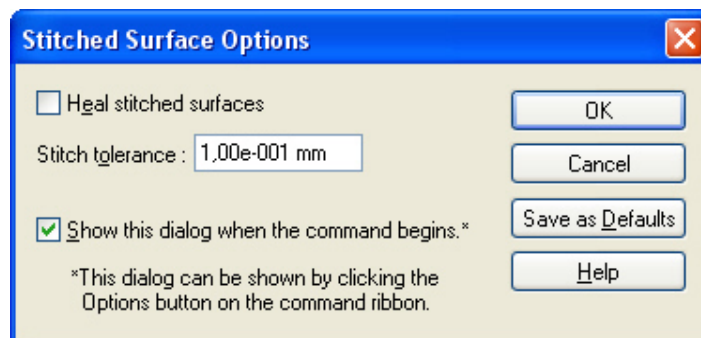 Stitched Surface Options
Heal stitched surfaces
OK
Stitch tolerance : 1,00e-001 mm
Cancel
Show this dialog when the command begins.*
Save as Defaults
*This dialog can be shown by clicking the
Options button on the command ribbon.
Help